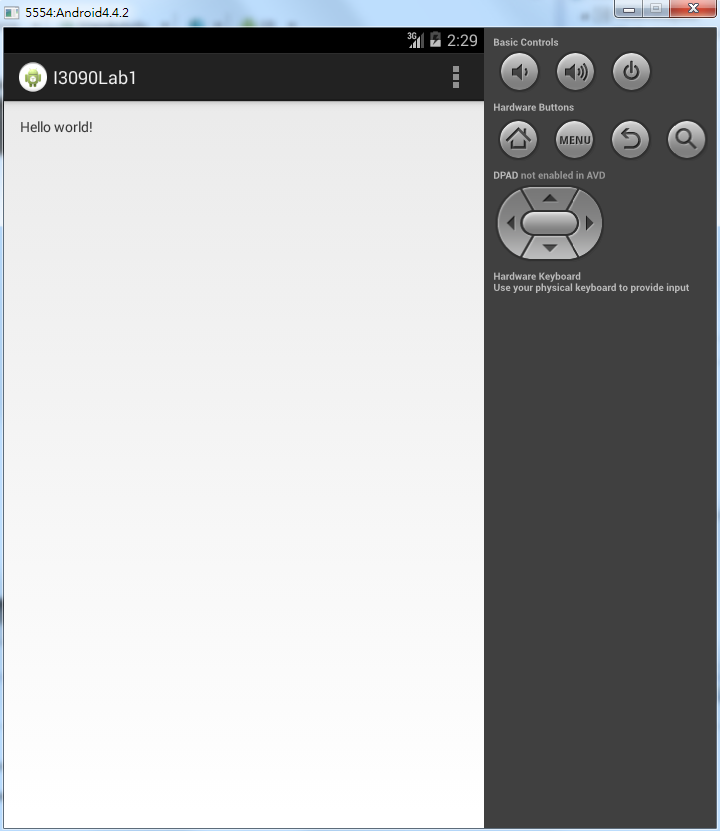 5554:Android4.4.2
3G 2:29
I3090Lab1
Hello world!
Basic Controls
Hardware Buttons
MENU
DPAD not enabled in AVD
Hardware Keyboard
Use your physical keyboard to provide input